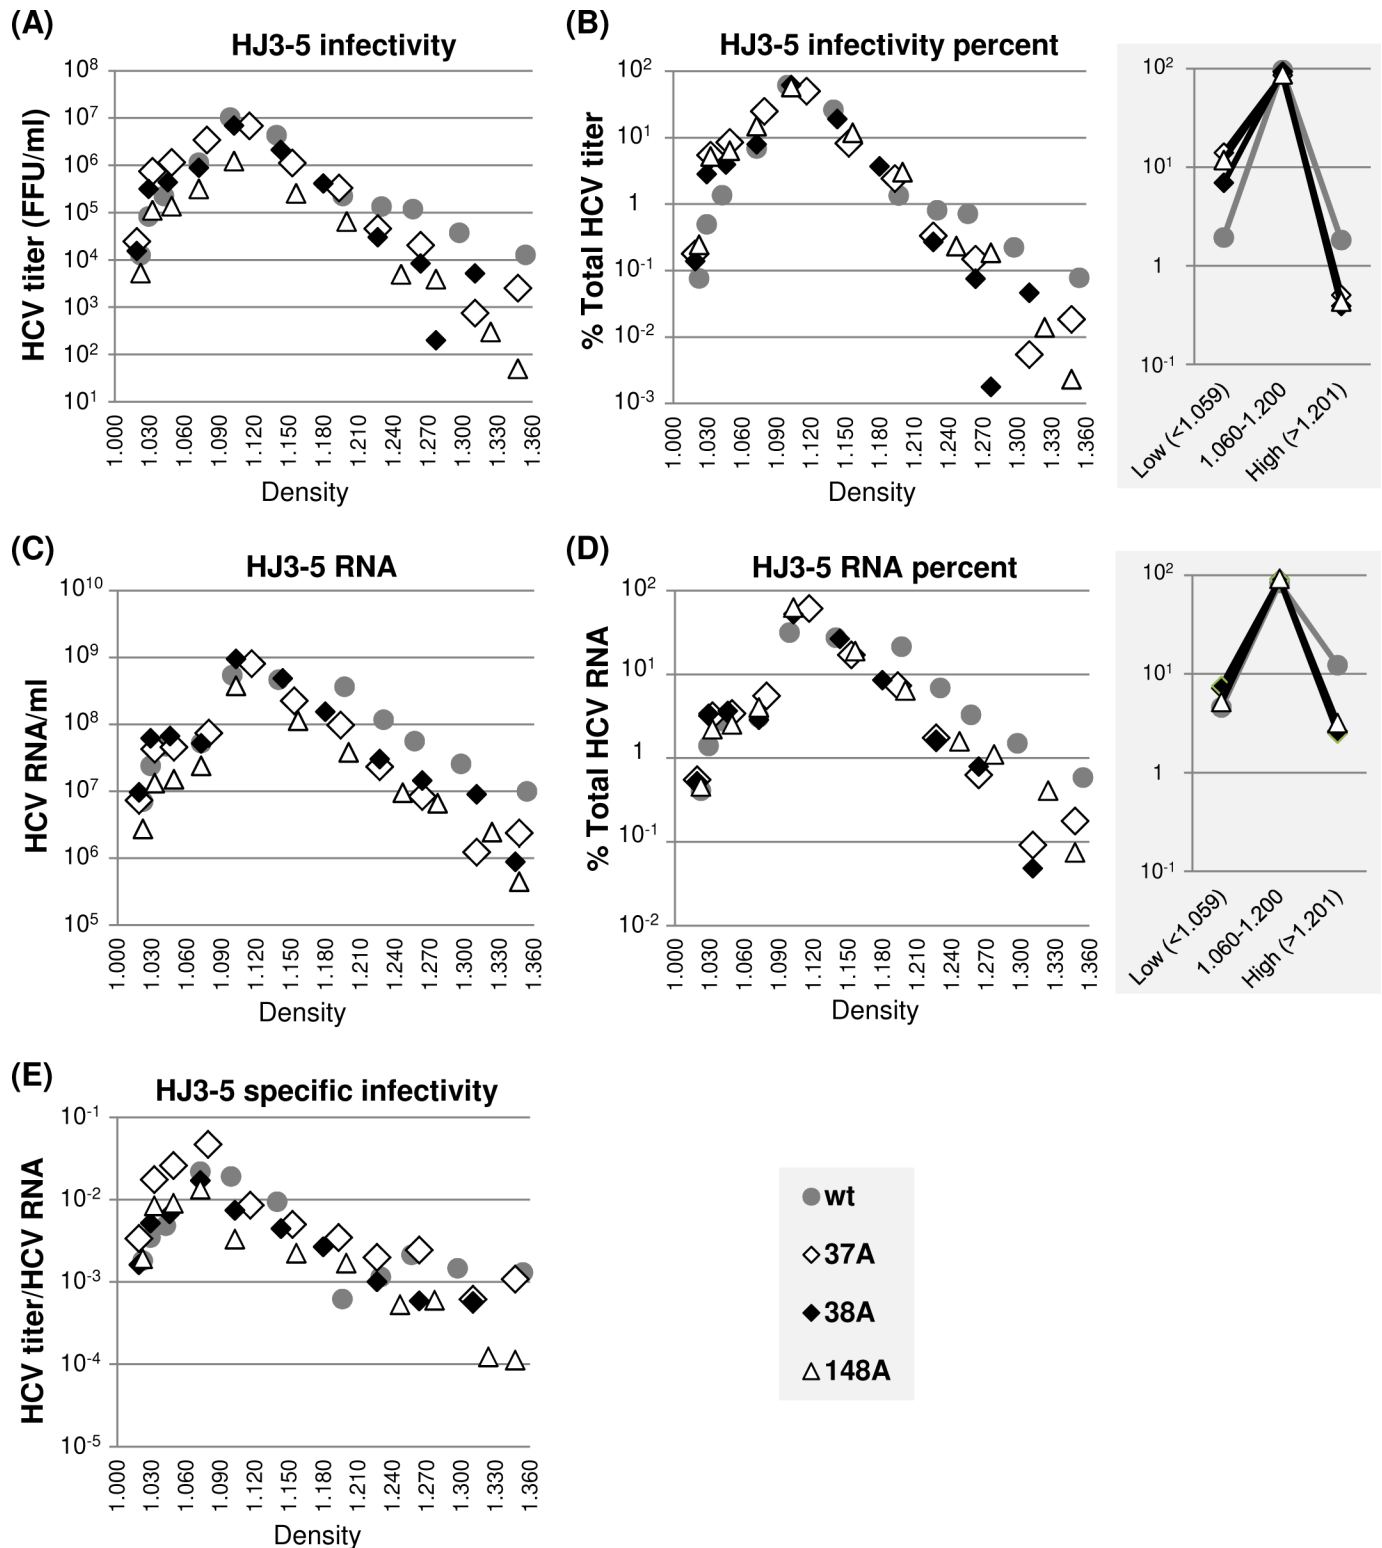 (A)
HJ3-5 infectivity
HCV titer (FFU/ml)
10⁸
10⁷
10⁶
10⁵
10⁴
10³
10²
10¹
1.000 1.030 1.060 1.090 1.120 1.150 1.180 1.210 1.240 1.270 1.300 1.330 1.360
Density
(B)
HJ3-5 infectivity percent
% Total HCV titer
10²
10¹
1
10⁻¹
10⁻²
10⁻³
1.000 1.030 1.060 1.090 1.120 1.150 1.180 1.210 1.240 1.270 1.300 1.330 1.360
Density
10²
10¹
1
10⁻¹
Low (<1.059)
1.060-1.200
High (>1.201)
(C)
HJ3-5 RNA
HCV RNA/ml
10¹⁰
10⁹
10⁸
10⁷
10⁶
10⁵
1.000 1.030 1.060 1.090 1.120 1.150 1.180 1.210 1.240 1.270 1.300 1.330 1.360
Density
(D)
HJ3-5 RNA percent
% Total HCV RNA
10²
10¹
1
10⁻¹
10⁻²
1.000 1.030 1.060 1.090 1.120 1.150 1.180 1.210 1.240 1.270 1.300 1.330 1.360
Density
10²
10¹
1
10⁻¹
Low (<1.059)
1.060-1.200
High (>1.201)
(E)
HJ3-5 specific infectivity
HCV titer/HCV RNA
10⁻¹
10⁻²
10⁻³
10⁻⁴
10⁻⁵
1.000 1.030 1.060 1.090 1.120 1.150 1.180 1.210 1.240 1.270 1.300 1.330 1.360
Density
wt
37A
38A
148A